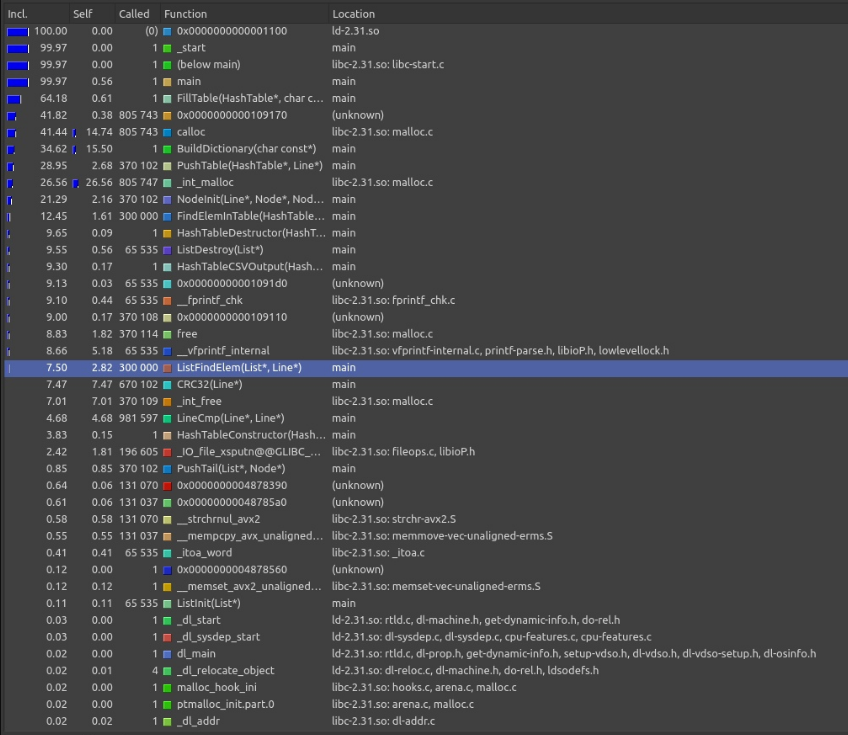 Incl. Self Called Function Location
100.00 0.00 (0) 0x0000000000001100 ld-2.31.so
99.97 0.00 1 _start main
99.97 0.00 1 (below main) libc-2.31.so: libc-start.c
99.97 0.56 1 main main
64.18 0.61 1 FillTable(HashTable*, char c... main
41.82 0.38 805 743 0x0000000000109170 (unknown)
41.44 14.74 805 743 calloc libc-2.31.so: malloc.c
34.62 15.50 1 BuildDictionary(char const*) main
28.95 2.68 370 102 PushTable(HashTable*, Line*) main
26.56 26.56 805 747 _int_malloc libc-2.31.so: malloc.c
21.29 2.16 370 102 NodeInit(Line*, Node*, Nod... main
12.45 1.61 300 000 FindElemInTable(HashTable... main
9.65 0.09 1 HashTableDestructor(HashT... main
9.55 0.56 65 535 ListDestroy(List*) main
9.30 0.17 1 HashTableCSVOutput(Hash... main
9.13 0.03 65 535 0x00000000001091d0 (unknown)
9.10 0.44 65 535 __fprintf_chk libc-2.31.so: fprintf_chk.c
9.00 0.17 370 108 0x0000000000109110 (unknown)
8.83 1.82 370 114 free libc-2.31.so: malloc.c
8.66 5.18 65 535 __vfprintf_internal libc-2.31.so: vfprintf-internal.c, printf-parse.h, libioP.h, lowlevellock.h
7.50 2.82 300 000 ListFindElem(List*, Line*) main
7.47 7.47 670 102 CRC32(Line*) main
7.01 7.01 370 109 _int_free libc-2.31.so: malloc.c
4.68 4.68 981 597 LineCmp(Line*, Line*) main
3.83 0.15 1 HashTableConstructor(Hash... main
2.42 1.81 196 605 _IO_file_xsputn@@GLIBC_... libc-2.31.so: fileops.c, libioP.h
0.85 0.85 370 102 PushTail(List*, Node*) main
0.64 0.06 131 070 0x0000000004878390 (unknown)
0.61 0.06 131 037 0x00000000048785a0 (unknown)
0.58 0.58 131 070 __strchrnul_avx2 libc-2.31.so: strchr-avx2.S
0.55 0.55 131 037 __mempcpy_avx_unaligned... libc-2.31.so: memmove-vec-unaligned-erms.S
0.41 0.41 65 535 _itoa_word libc-2.31.so: _itoa.c
0.12 0.00 1 0x0000000004878560 (unknown)
0.12 0.12 1 __memset_avx2_unaligned... libc-2.31.so: memset-vec-unaligned-erms.S
0.11 0.11 65 535 ListInit(List*) main
0.03 0.00 1 _dl_start ld-2.31.so: rtld.c, dl-machine.h, get-dynamic-info.h, do-rel.h
0.03 0.00 1 _dl_sysdep_start ld-2.31.so: dl-sysdep.c, dl-sysdep.c, cpu-features.c, cpu-features.c
0.02 0.00 1 dl_main ld-2.31.so: rtld.c, dl-prop.h, get-dynamic-info.h, setup-vdso.h, dl-vdso.h, dl-vdso-setup.h, dl-osinfo.h
0.02 0.01 4 _dl_relocate_object ld-2.31.so: dl-reloc.c, dl-machine.h, do-rel.h, ldsodefs.h
0.02 0.00 1 malloc_hook_ini libc-2.31.so: hooks.c, arena.c, malloc.c
0.02 0.00 1 ptmalloc_init.part.0 libc-2.31.so: arena.c, malloc.c
0.02 0.02 1 _dl_addr libc-2.31.so: dl-addr.c